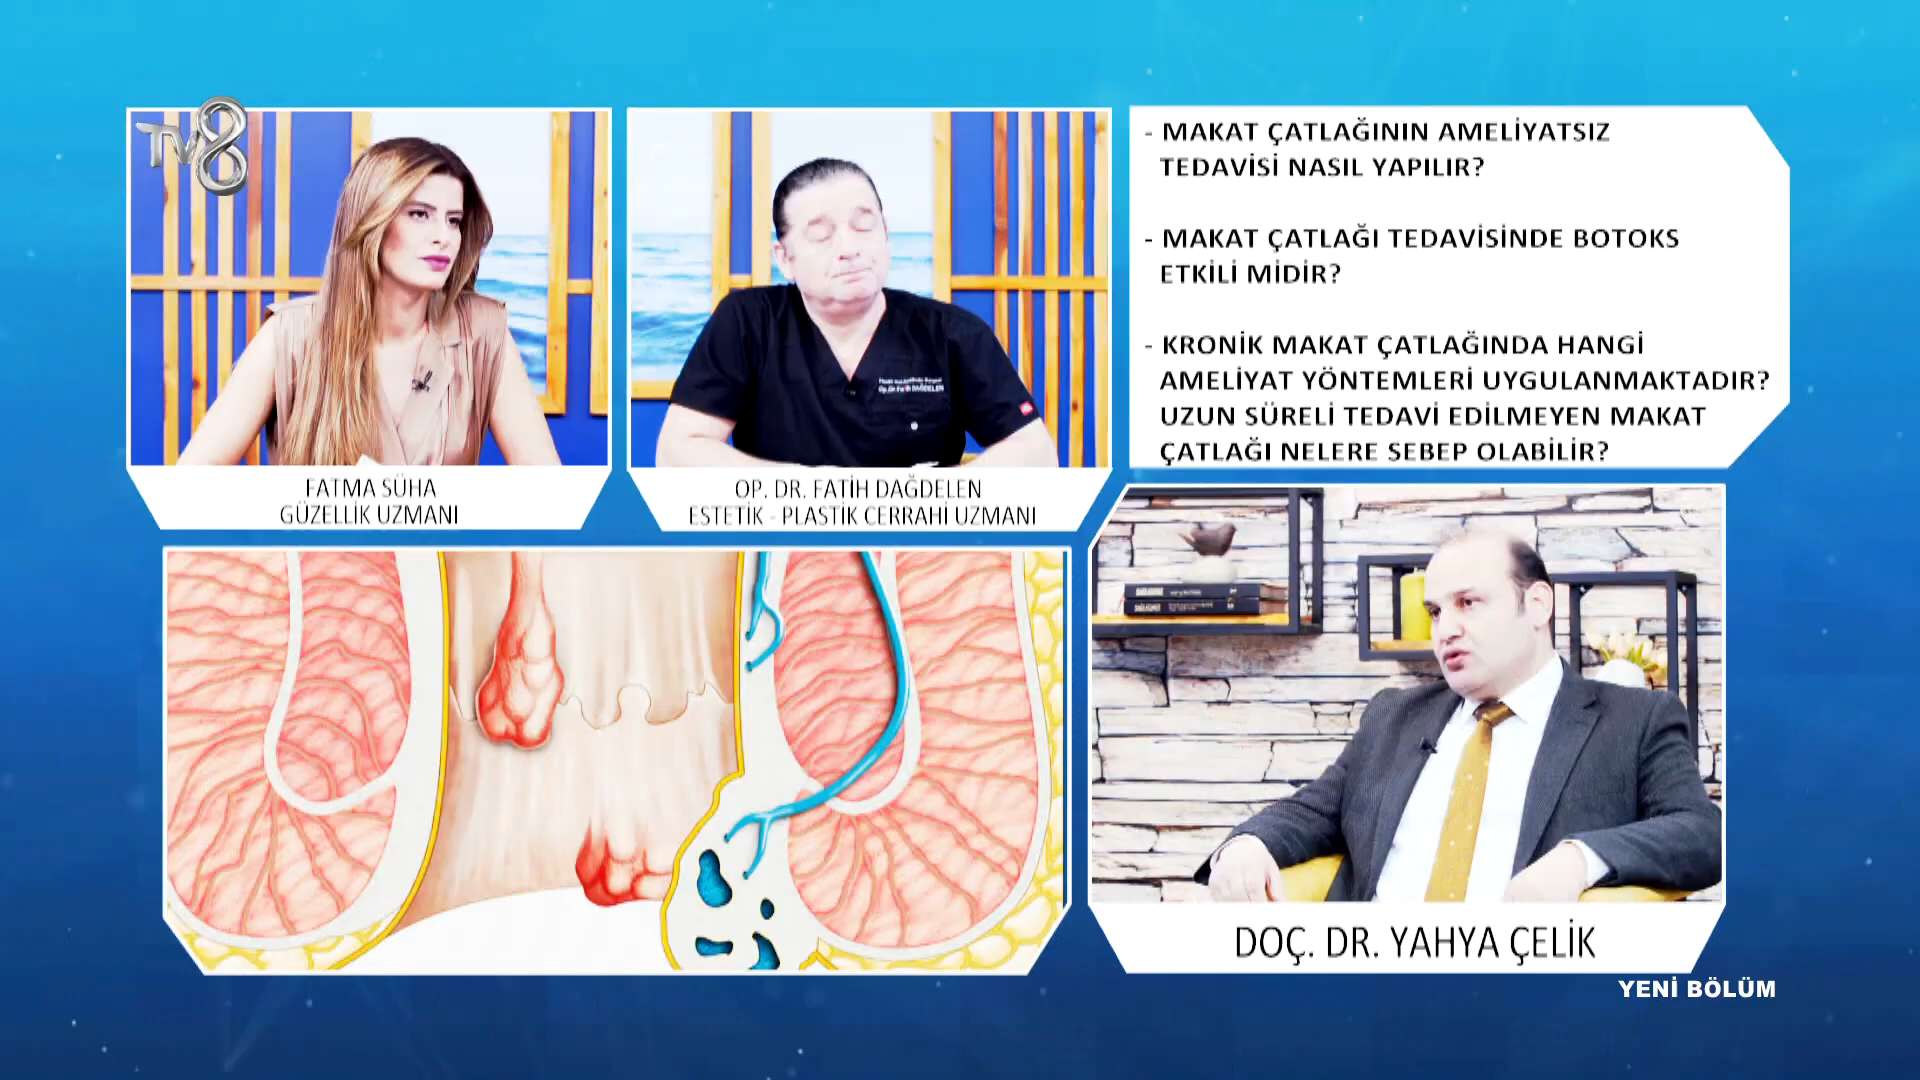 TV8
- MAKAT ÇATLAĞININ AMELİYATSIZ
TEDAVİSİ NASIL YAPILIR?
- MAKAT ÇATLAĞI TEDAVİSİNDE BOTOKS
ETKİLİ MİDİR?
- KRONİK MAKAT ÇATLAĞINDA HANGİ
AMELİYAT YÖNTEMLERİ UYGULANMAKTADIR?
UZUN SÜRELİ TEDAVİ EDİLMEYEN MAKAT
ÇATLAĞI NELERE SEBEP OLABİLİR?
FATMA SÜHA
GÜZELLİK UZMANI
OP. DR. FATİH DAĞDELEN
ESTETİK - PLASTİK CERRAHİ UZMANI
DOÇ. DR. YAHYA ÇELİK
YENİ BÖLÜM